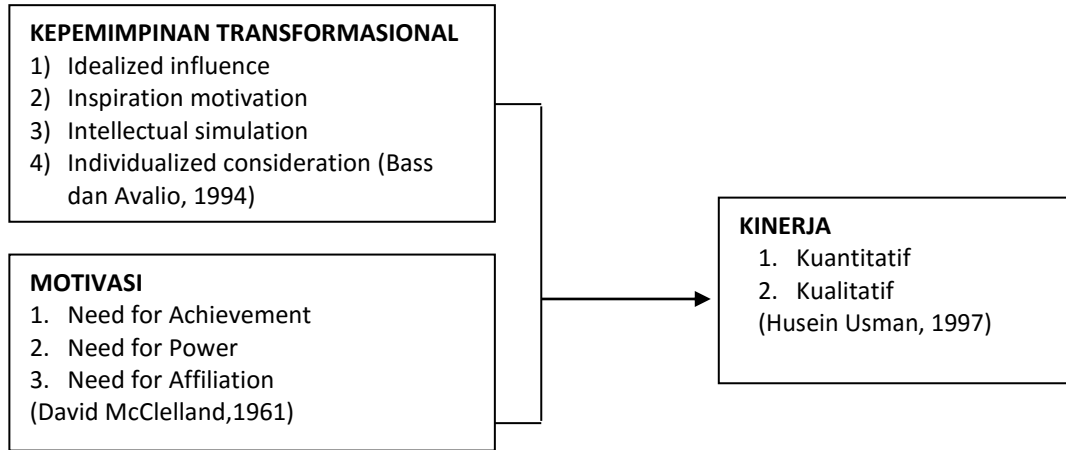 KEPEMIMPINAN TRANSFORMASIONAL
1) Idealized influence
2) Inspiration motivation
3) Intellectual simulation
4) Individualized consideration (Bass
dan Avalio, 1994)
MOTIVASI
1. Need for Achievement
2. Need for Power
3. Need for Affiliation
(David McClelland,1961)
KINERJA
1. Kuantitatif
2. Kualitatif
(Husein Usman, 1997)